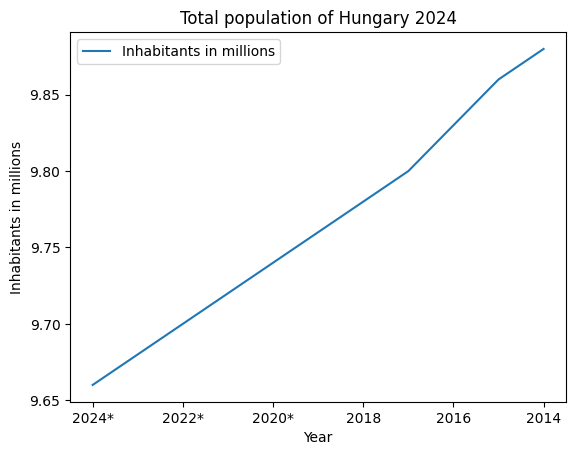 Total population of Hungary 2024
Inhabitants in millions
Inhabitants in millions
9.85
9.80
9.75
9.70
9.65
2024* 2022* 2020* 2018 2016 2014
Year